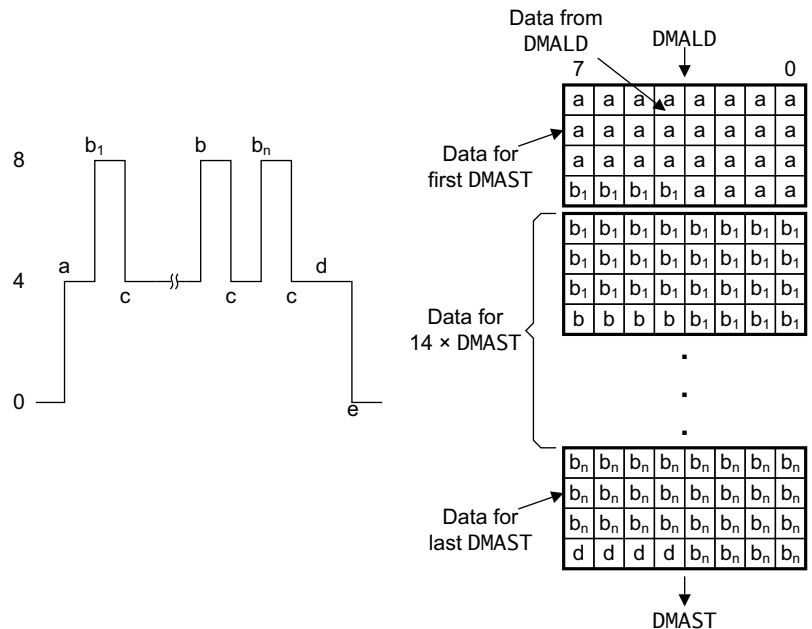 8
4
0
a
b₁
c
b
c
bₙ
c
d
e
Data from
DMALD
DMALD
7 0
Data for
first DMAST
a a a a a a a a
a a a a a a a a
a a a a a a a a
b₁ b₁ b₁ b₁ a a a a
Data for
14 × DMAST
b₁ b₁ b₁ b₁ b₁ b₁ b₁ b₁
b₁ b₁ b₁ b₁ b₁ b₁ b₁ b₁
b₁ b₁ b₁ b₁ b₁ b₁ b₁ b₁
b b b b b₁ b₁ b₁ b₁
Data for
last DMAST
bₙ bₙ bₙ bₙ bₙ bₙ bₙ bₙ
bₙ bₙ bₙ bₙ bₙ bₙ bₙ bₙ
bₙ bₙ bₙ bₙ bₙ bₙ bₙ bₙ
d d d d bₙ bₙ bₙ bₙ
DMAST